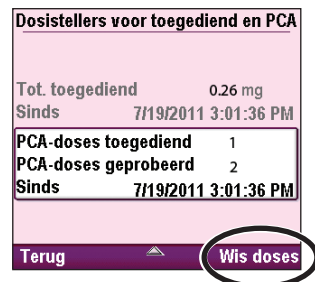 Dosistellers voor toegediend en PCA
Tot. toegediend 0.26 mg
Sinds 7/19/2011 3:01:36 PM
PCA-doses toegediend 1
PCA-doses geprobeerd 2
Sinds 7/19/2011 3:01:36 PM
Terug Wis doses